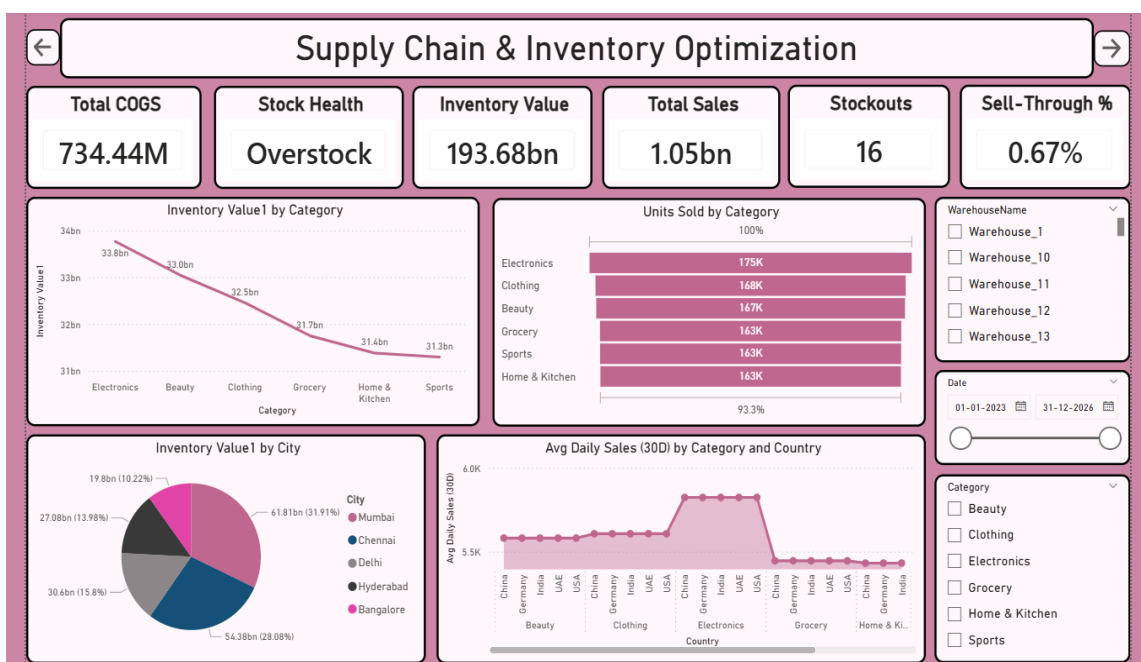 Supply Chain & Inventory Optimization
Total COGS
734.44M
Stock Health
Overstock
Inventory Value
193.68bn
Total Sales
1.05bn
Stockouts
16
Sell-Through %
0.67%
Inventory Value1 by Category
Inventory Value1
34bn
33bn
32bn
31bn
33.8bn
33.0bn
32.5bn
31.7bn
31.4bn
31.3bn
Electronics
Beauty
Clothing
Grocery
Home &
Kitchen
Sports
Category
Units Sold by Category
100%
Electronics
175K
Clothing
168K
Beauty
167K
Grocery
163K
Sports
163K
Home & Kitchen
163K
93.3%
WarehouseName
Warehouse_1
Warehouse_10
Warehouse_11
Warehouse_12
Warehouse_13
Date
01-01-2023
31-12-2026
Inventory Value1 by City
19.8bn (10.22%)
27.08bn (13.98%)
30.6bn (15.8%)
54.38bn (28.08%)
61.81bn (31.91%)
City
Mumbai
Chennai
Delhi
Hyderabad
Bangalore
Avg Daily Sales (30D) by Category and Country
Avg Daily Sales (30D)
6.0K
5.5K
China
Germany
India
UAE
USA
China
Germany
India
UAE
USA
China
Germany
India
UAE
USA
China
Germany
India
UAE
USA
China
Germany
India
Beauty
Clothing
Electronics
Grocery
Home & Ki...
Country
Category
Beauty
Clothing
Electronics
Grocery
Home & Kitchen
Sports